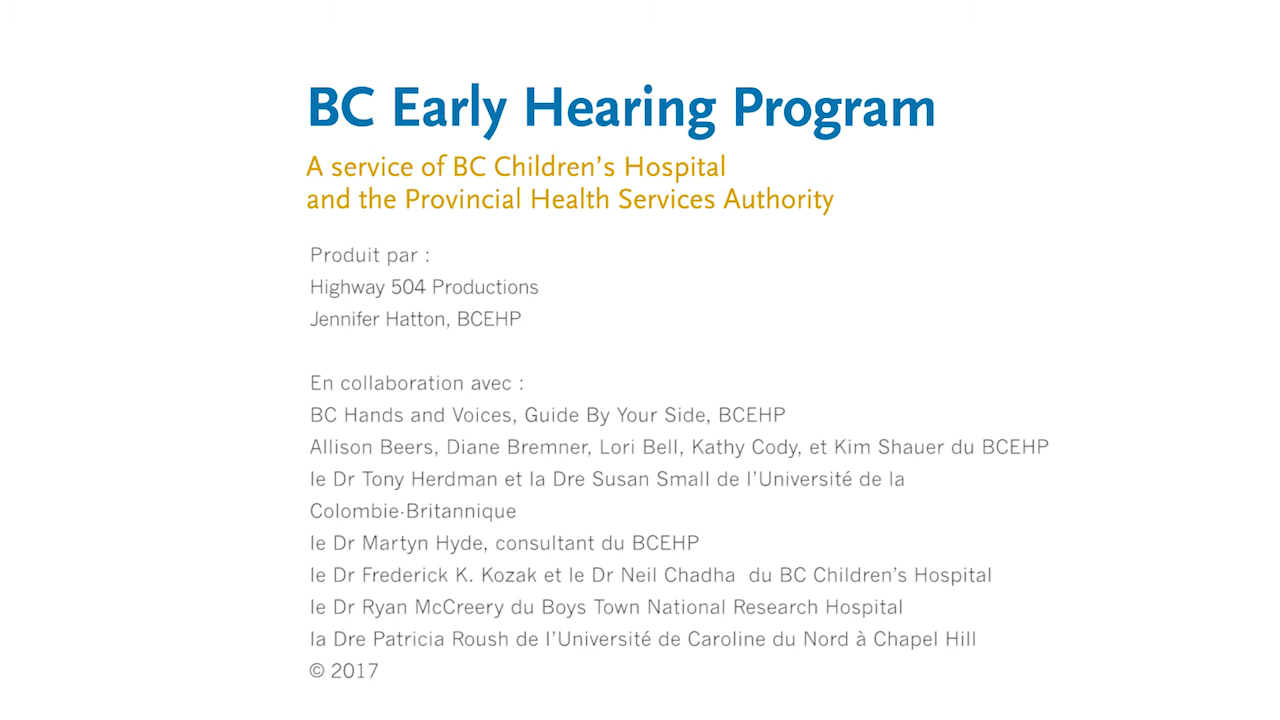 BC Early Hearing Program
A service of BC Children's Hospital
and the Provincial Health Services Authority
Produit par :
Highway 504 Productions
Jennifer Hatton, BCEHP
En collaboration avec :
BC Hands and Voices, Guide By Your Side, BCEHP
Allison Beers, Diane Bremner, Lori Bell, Kathy Cody, et Kim Shauer du BCEHP
le Dr Tony Herdman et la Dre Susan Small de l'Université de la
Colombie-Britannique
le Dr Martyn Hyde, consultant du BCEHP
le Dr Frederick K. Kozak et le Dr Neil Chadha  du BC Children's Hospital
le Dr Ryan McCreery du Boys Town National Research Hospital
la Dre Patricia Roush de l'Université de Caroline du Nord à Chapel Hill
© 2017